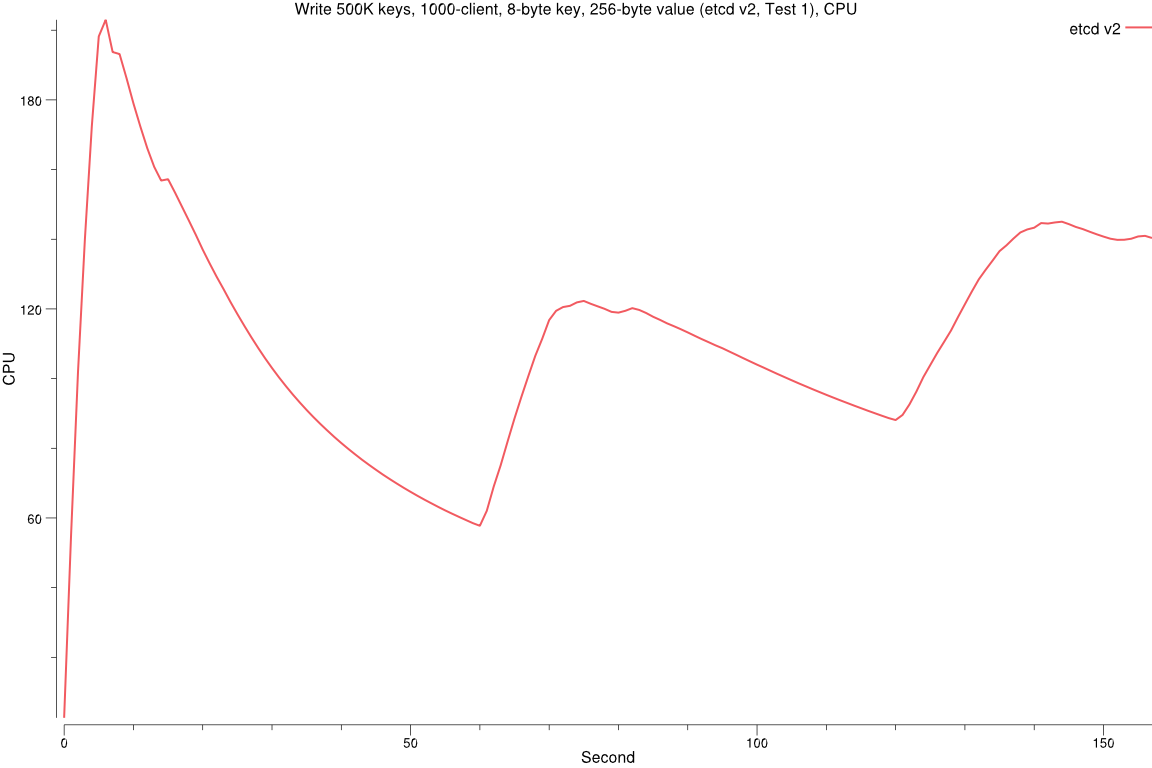 Write 500K keys, 1000-client, 8-byte key, 256-byte value (etcd v2, Test 1), CPU
etcd v2
180
120
60
CPU
0
50
100
150
Second